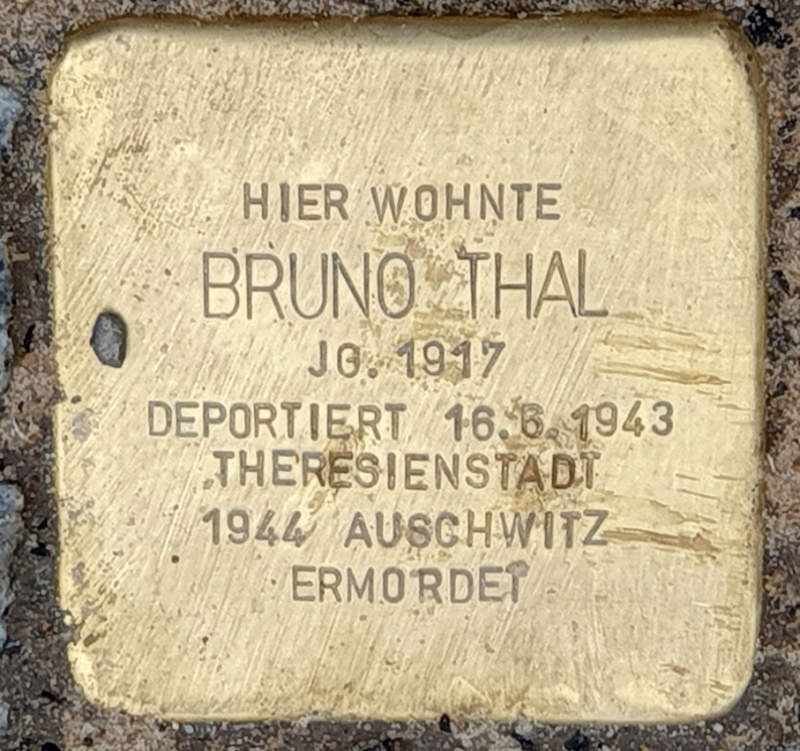 HIER WOHNTE
BRUNO THAL
JG. 1917
DEPORTIERT 16.6.1943
THERESIENSTADT
1944 AUSCHWITZ
ERMORDET